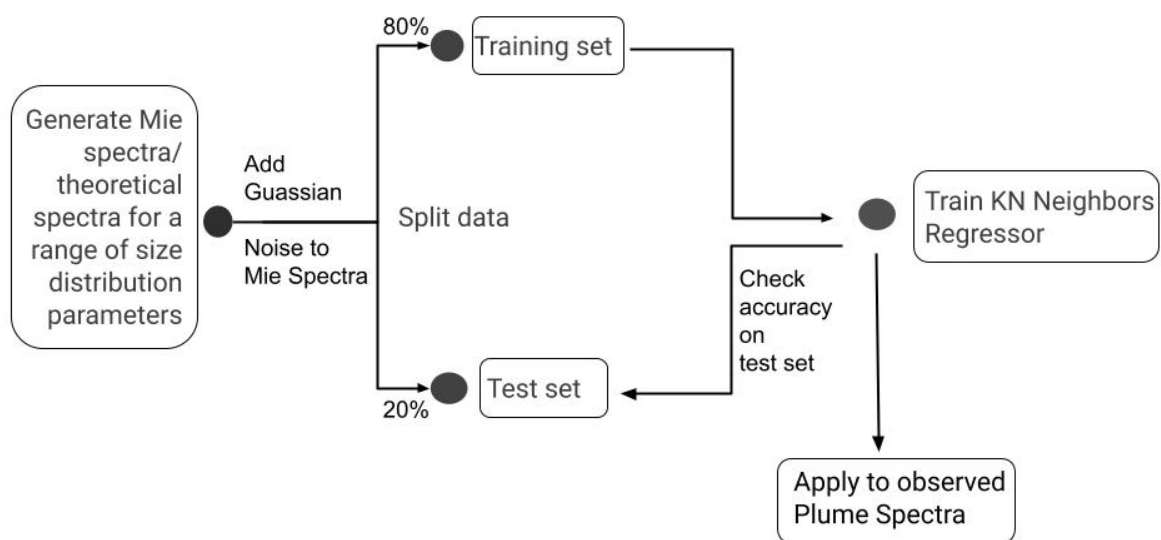 80%
Training set
Generate Mie
spectra/
theoretical
spectra for a
range of size
distribution
parameters
Add
Guassian
Noise to
Mie Spectra
Split data
Train KN Neighbors
Regressor
Check
accuracy
on
test set
Test set
20%
Apply to observed
Plume Spectra